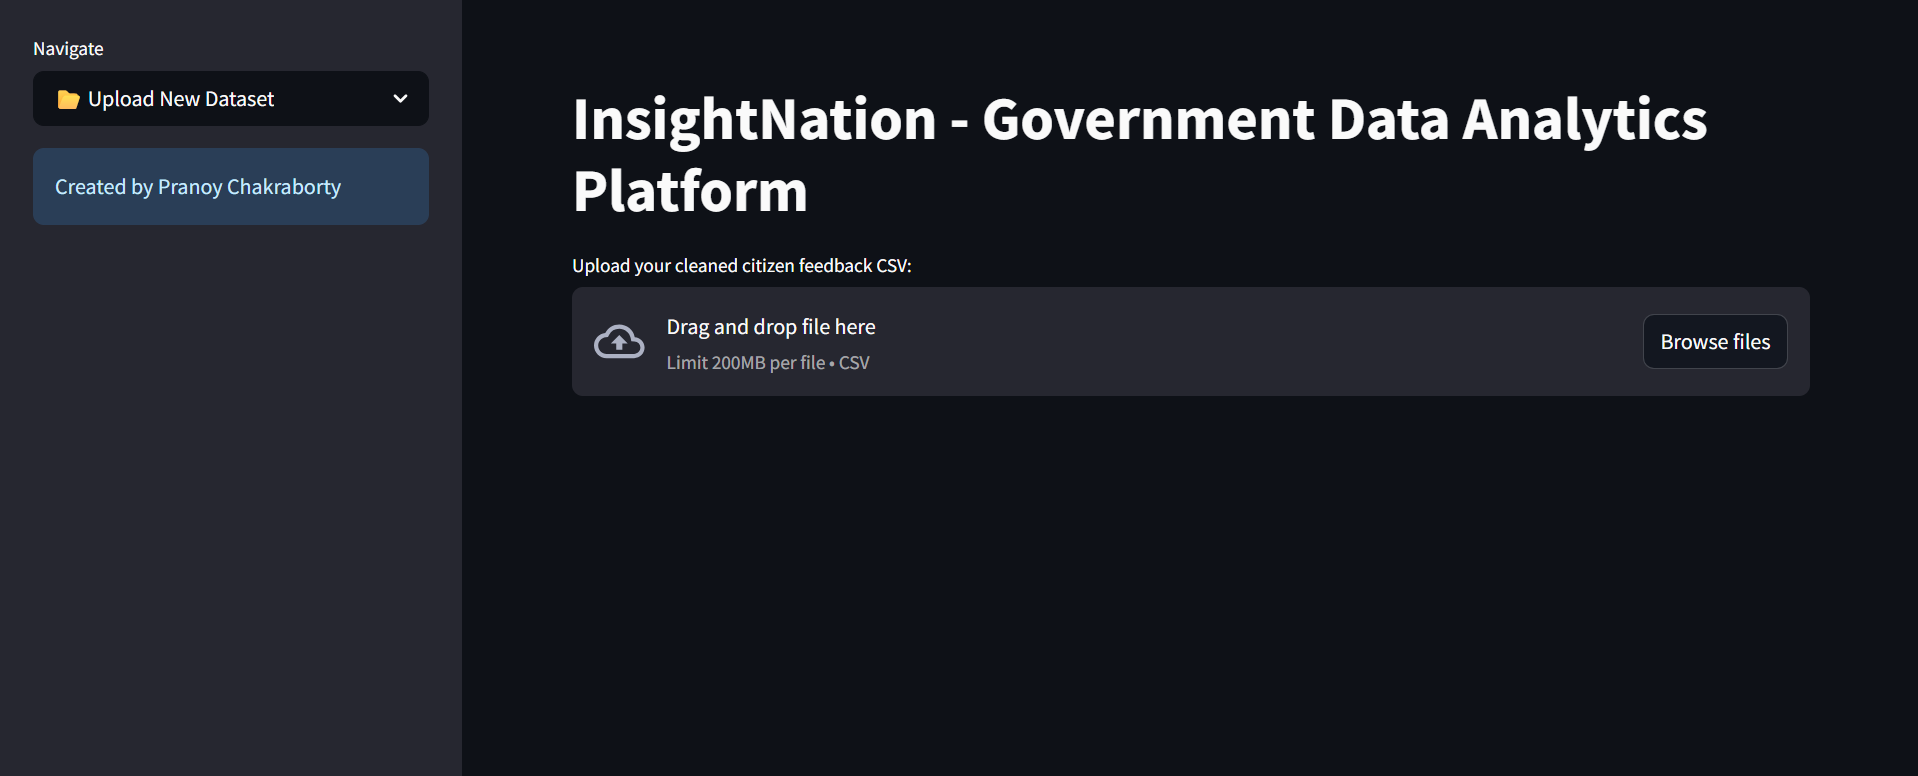 Navigate
📂 Upload New Dataset
Created by Pranoy Chakraborty
InsightNation - Government Data Analytics
Platform
Upload your cleaned citizen feedback CSV:
Drag and drop file here
Limit 200MB per file • CSV
Browse files